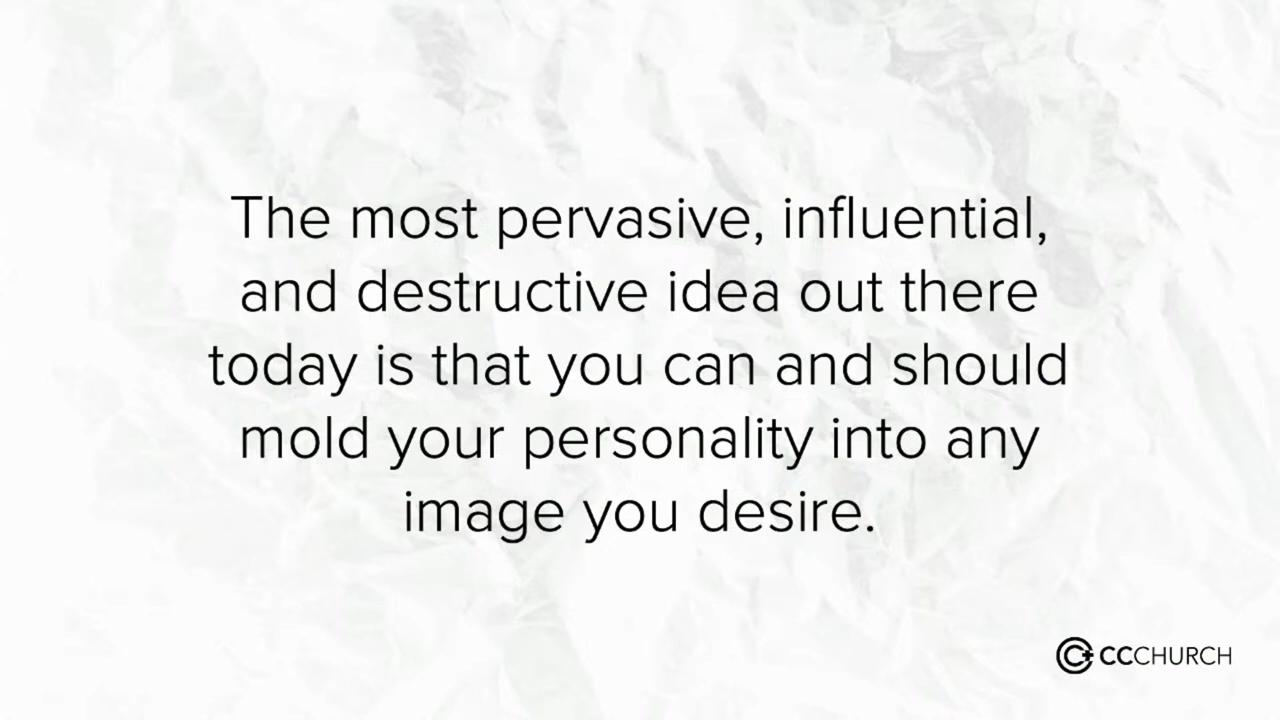 The most pervasive, influential,
and destructive idea out there
today is that you can and should
mold your personality into any
image you desire.
CCCHURCH